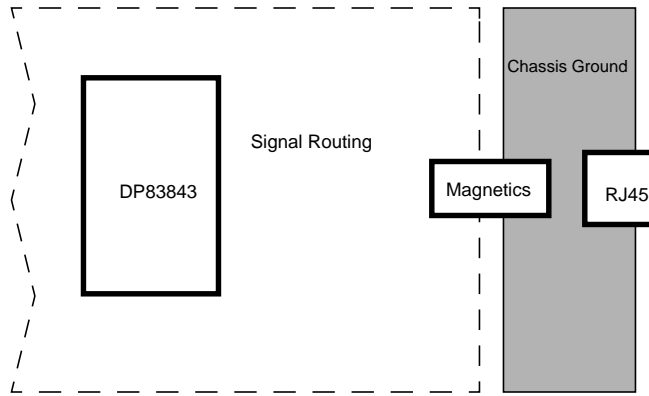 Chassis Ground
Signal Routing
DP83843
Magnetics
RJ45